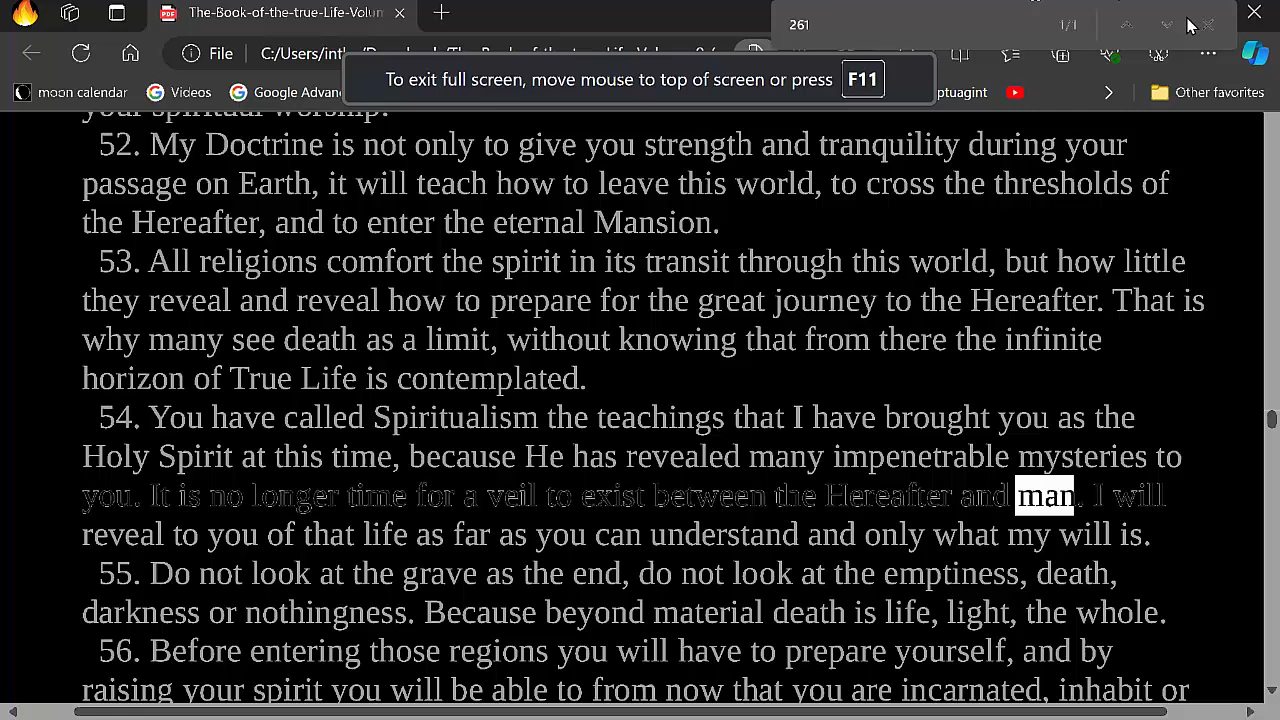 The-Book-of-the-true-Life-Volum
261
1/1
File
C:/Users/int
To exit full screen, move mouse to top of screen or press F11
moon calendar
Videos
Google Advan
ptuagint
Other favorites
your spiritual worship.
52. My Doctrine is not only to give you strength and tranquility during your
passage on Earth, it will teach how to leave this world, to cross the thresholds of
the Hereafter, and to enter the eternal Mansion.
53. All religions comfort the spirit in its transit through this world, but how little
they reveal and reveal how to prepare for the great journey to the Hereafter. That is
why many see death as a limit, without knowing that from there the infinite
horizon of True Life is contemplated.
54. You have called Spiritualism the teachings that I have brought you as the
Holy Spirit at this time, because He has revealed many impenetrable mysteries to
you. It is no longer time for a veil to exist between the Hereafter and man. I will
reveal to you of that life as far as you can understand and only what my will is.
55. Do not look at the grave as the end, do not look at the emptiness, death,
darkness or nothingness. Because beyond material death is life, light, the whole.
56. Before entering those regions you will have to prepare yourself, and by
raising your spirit you will be able to from now that you are incarnated, inhabit or